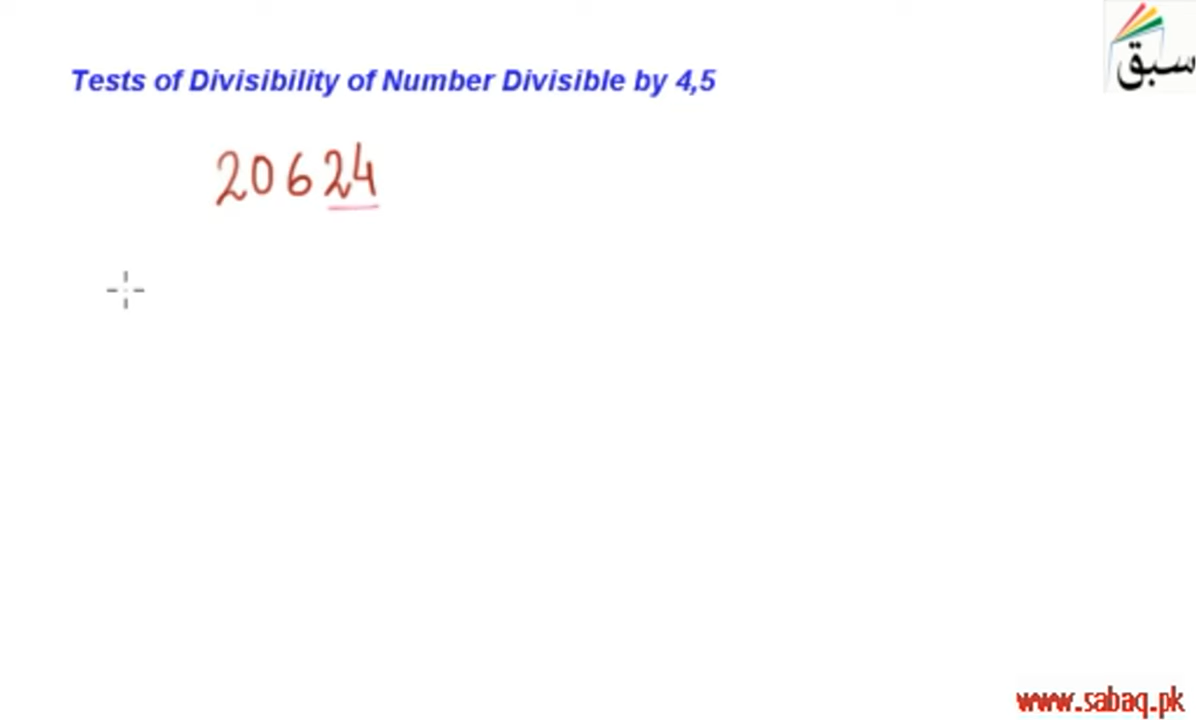 سبق
Tests of Divisibility of Number Divisible by 4,5
20624
www.sabaq.pk